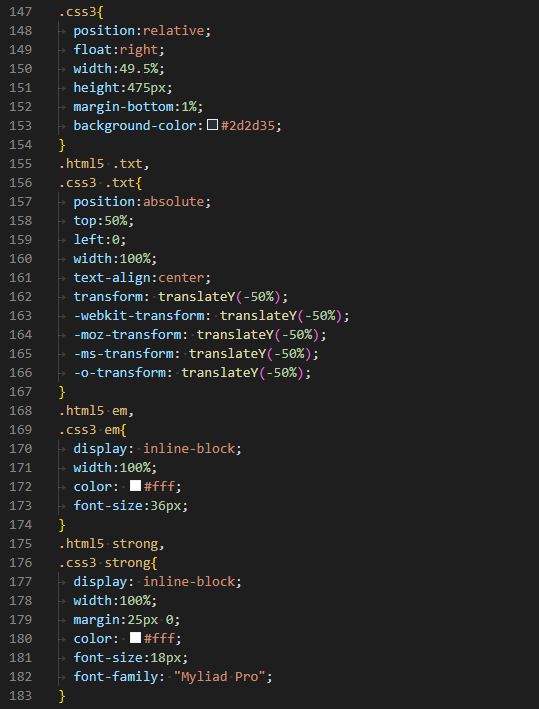 147 .css3{
148 position:relative;
149 float:right;
150 width:49.5%;
151 height:475px;
152 margin-bottom:1%;
153 background-color:#2d2d35;
154 }
155 .html5 .txt,
156 .css3 .txt{
157 position:absolute;
158 top:50%;
159 left:0;
160 width:100%;
161 text-align:center;
162 transform: translateY(-50%);
163 -webkit-transform: translateY(-50%);
164 -moz-transform: translateY(-50%);
165 -ms-transform: translateY(-50%);
166 -o-transform: translateY(-50%);
167 }
168 .html5 em,
169 .css3 em{
170 display: inline-block;
171 width:100%;
172 color: #fff;
173 font-size:36px;
174 }
175 .html5 strong,
176 .css3 strong{
177 display: inline-block;
178 width:100%;
179 margin:25px 0;
180 color: #fff;
181 font-size:18px;
182 font-family: "Myliad Pro";
183 }